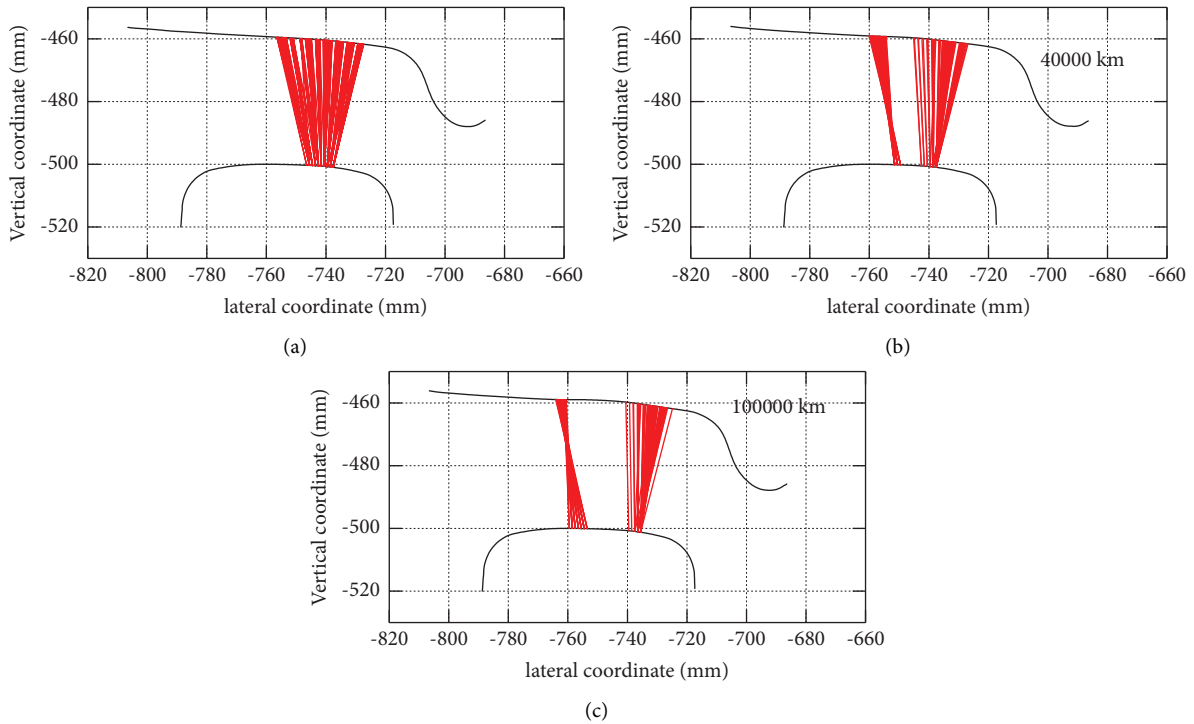 -460
-480
-500
-520
Vertical coordinate (mm)
-820 -800 -780 -760 -740 -720 -700 -680 -660
lateral coordinate (mm)
(a)
40000 km
-460
-480
-500
-520
Vertical coordinate (mm)
-820 -800 -780 -760 -740 -720 -700 -680 -660
lateral coordinate (mm)
(b)
100000 km
-460
-480
-500
-520
Vertical coordinate (mm)
-820 -800 -780 -760 -740 -720 -700 -680 -660
lateral coordinate (mm)
(c)